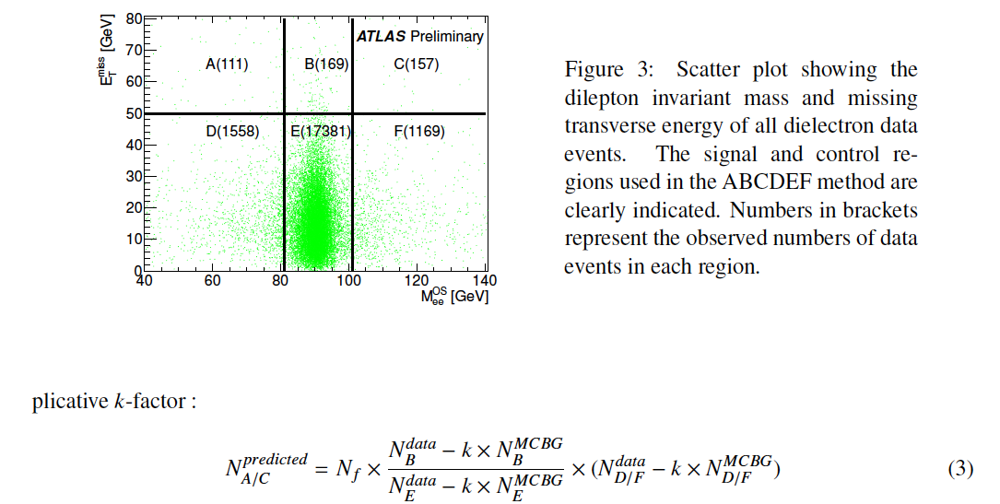 80
ATLAS Preliminary
70
A(111) B(169) C(157)
60
50
D(1558) E(17381) F(1169)
40
30
20
10
0
40 60 80 100 120 140
E_T^miss [GeV]
M_ee^OS [GeV]
Figure 3: Scatter plot showing the
dilepton invariant mass and missing
transverse energy of all dielectron data
events. The signal and control re-
gions used in the ABCDEF method are
clearly indicated. Numbers in brackets
represent the observed numbers of data
events in each region.
plicative k-factor :
N_{A/C}^{predicted} = N_f × \frac{N_B^{data} − k × N_B^{MCBG}}{N_E^{data} − k × N_E^{MCBG}} × (N_{D/F}^{data} − k × N_{D/F}^{MCBG}) (3)